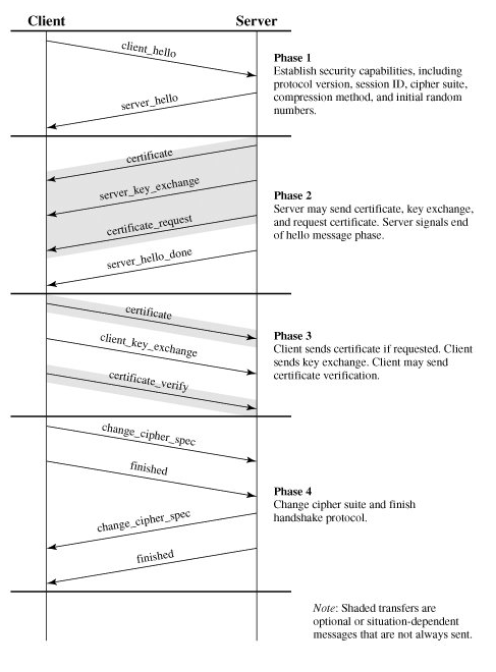 Client Server
client_hello
Phase 1
Establish security capabilities, including
protocol version, session ID, cipher suite,
compression method, and initial random
numbers.
server_hello
certificate
server_key_exchange
Phase 2
Server may send certificate, key exchange,
and request certificate. Server signals end
of hello message phase.
certificate_request
server_hello_done
certificate
Phase 3
Client sends certificate if requested. Client
sends key exchange. Client may send
certificate verification.
client_key_exchange
certificate_verify
change_cipher_spec
finished
Phase 4
Change cipher suite and finish
handshake protocol.
change_cipher_spec
finished
Note: Shaded transfers are
optional or situation-dependent
messages that are not always sent.